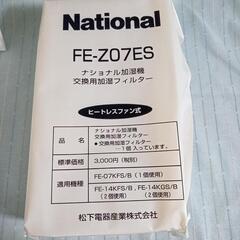 National
FE-Z07ES
ナショナル加湿機
交換用加湿フィルター
ヒートレスファン式
品 名
ナショナル加湿機
交換用加湿フィルター
●交換用加湿フィルター
…1個 入っています。
標準価格
3,000円（税別）
適用機種
FE-07KFS/B（1個使用）
FE-14KFS/B , FE-14KGS/B
（2個使用）
（2個使用）
松下電器産業株式会社